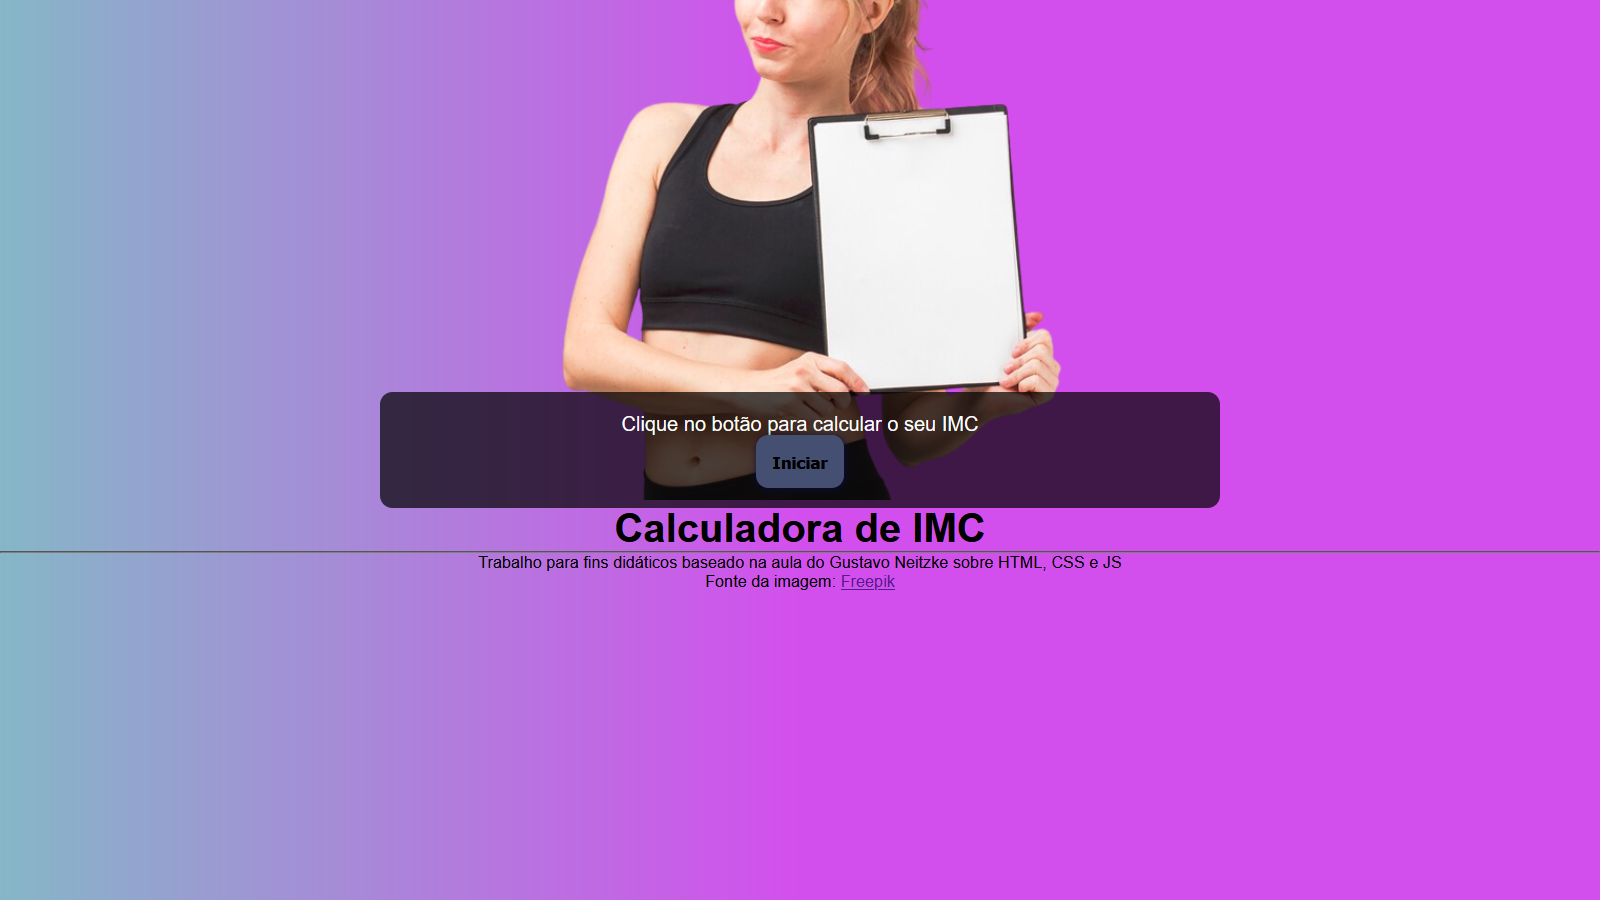 Clique no botão para calcular o seu IMC
Iniciar
Calculadora de IMC
Trabalho para fins didáticos baseado na aula do Gustavo Neitzke sobre HTML, CSS e JS
Fonte da imagem: Freepik